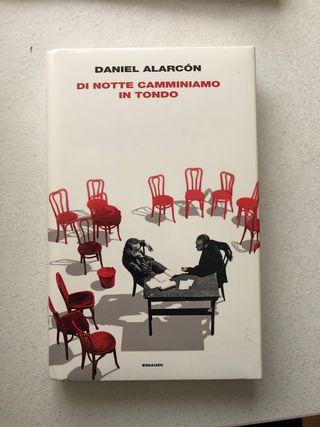 DANIEL ALARCÓN
DI NOTTE CAMMINIAMO
IN TONDO
EINAUDI